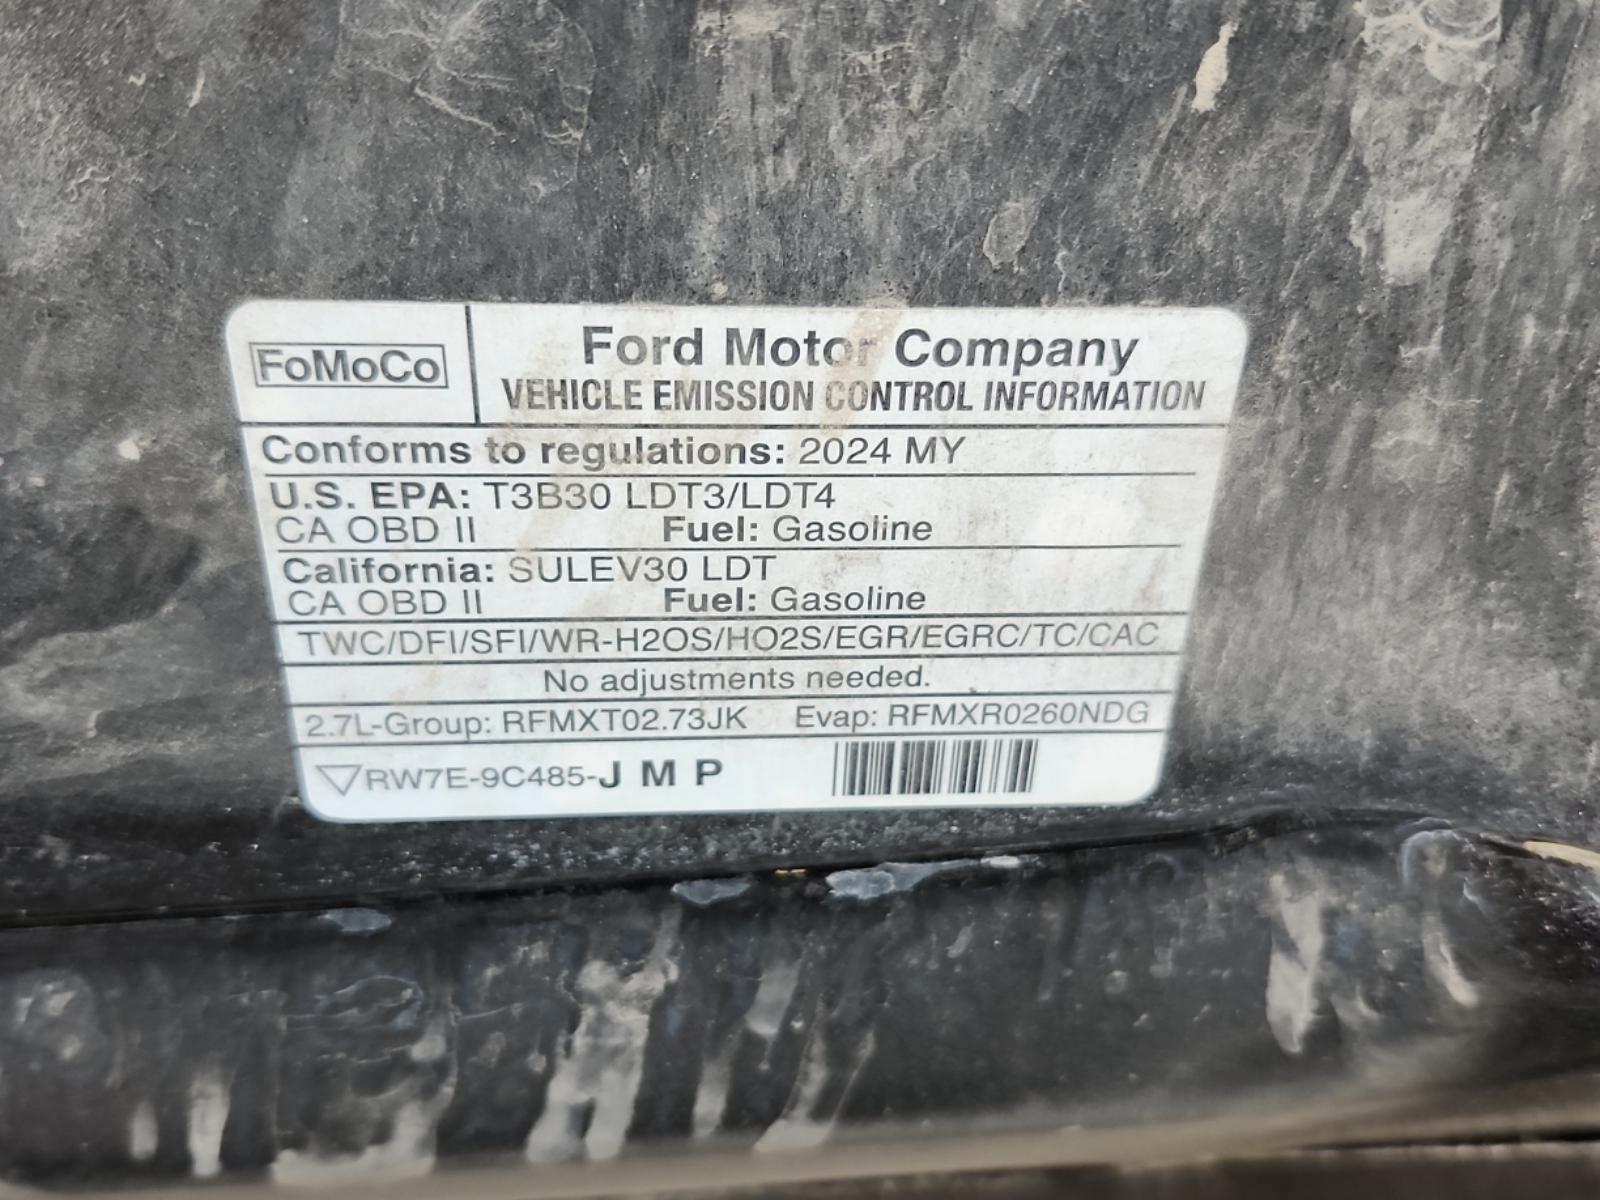 FoMoCo
Ford Motor Company
VEHICLE EMISSION CONTROL INFORMATION
Conforms to regulations: 2024 MY
U.S. EPA: T3B30 LDT3/LDT4
CA OBD II Fuel: Gasoline
California: SULEV30 LDT
CA OBD II Fuel: Gasoline
TWC/DFI/SFI/WR-H2OS/HO2S/EGR/EGRC/TC/CAC
No adjustments needed.
2.7L-Group: RFMXT02.73JK Evap: RFMXR0260NDG
RW7E-9C485-J M P